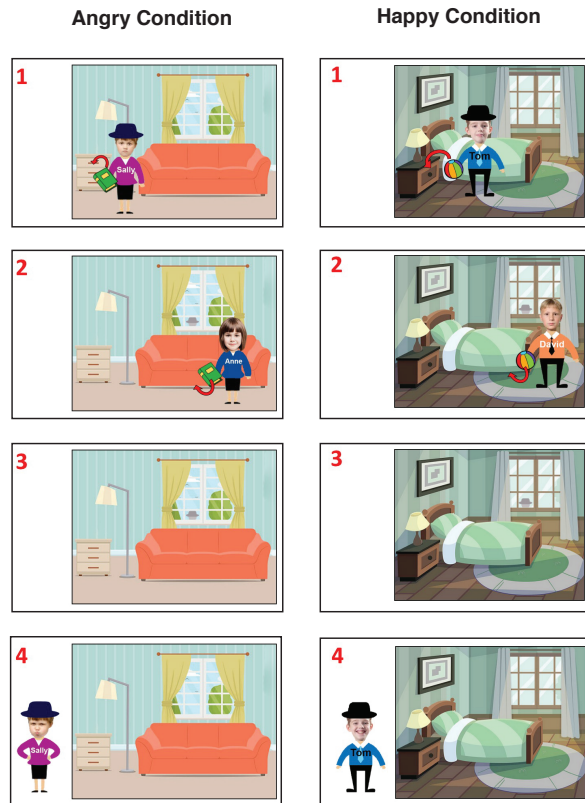 Angry Condition
Happy Condition
1
Sally
1
Tom
2
Anne
2
David
3
3
4
Sally
4
Tom